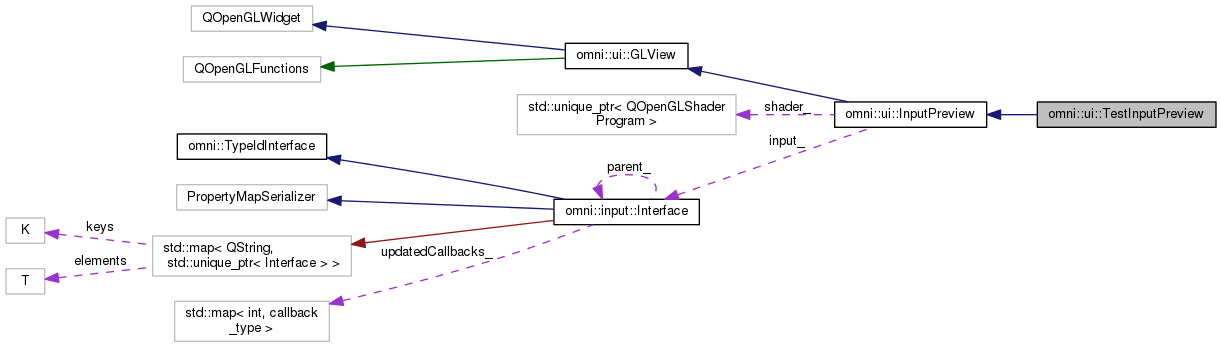 QOpenGLWidget
omni::ui::GLView
QOpenGLFunctions
std::unique_ptr< QOpenGLShader
Program >
shader_
omni::ui::InputPreview
omni::ui::TestInputPreview
omni::TypeIdInterface
input_
parent_
PropertyMapSerializer
omni::input::Interface
K
keys
std::map< QString,
std::unique_ptr< Interface > >
updatedCallbacks_
elements
T
std::map< int, callback
_type >